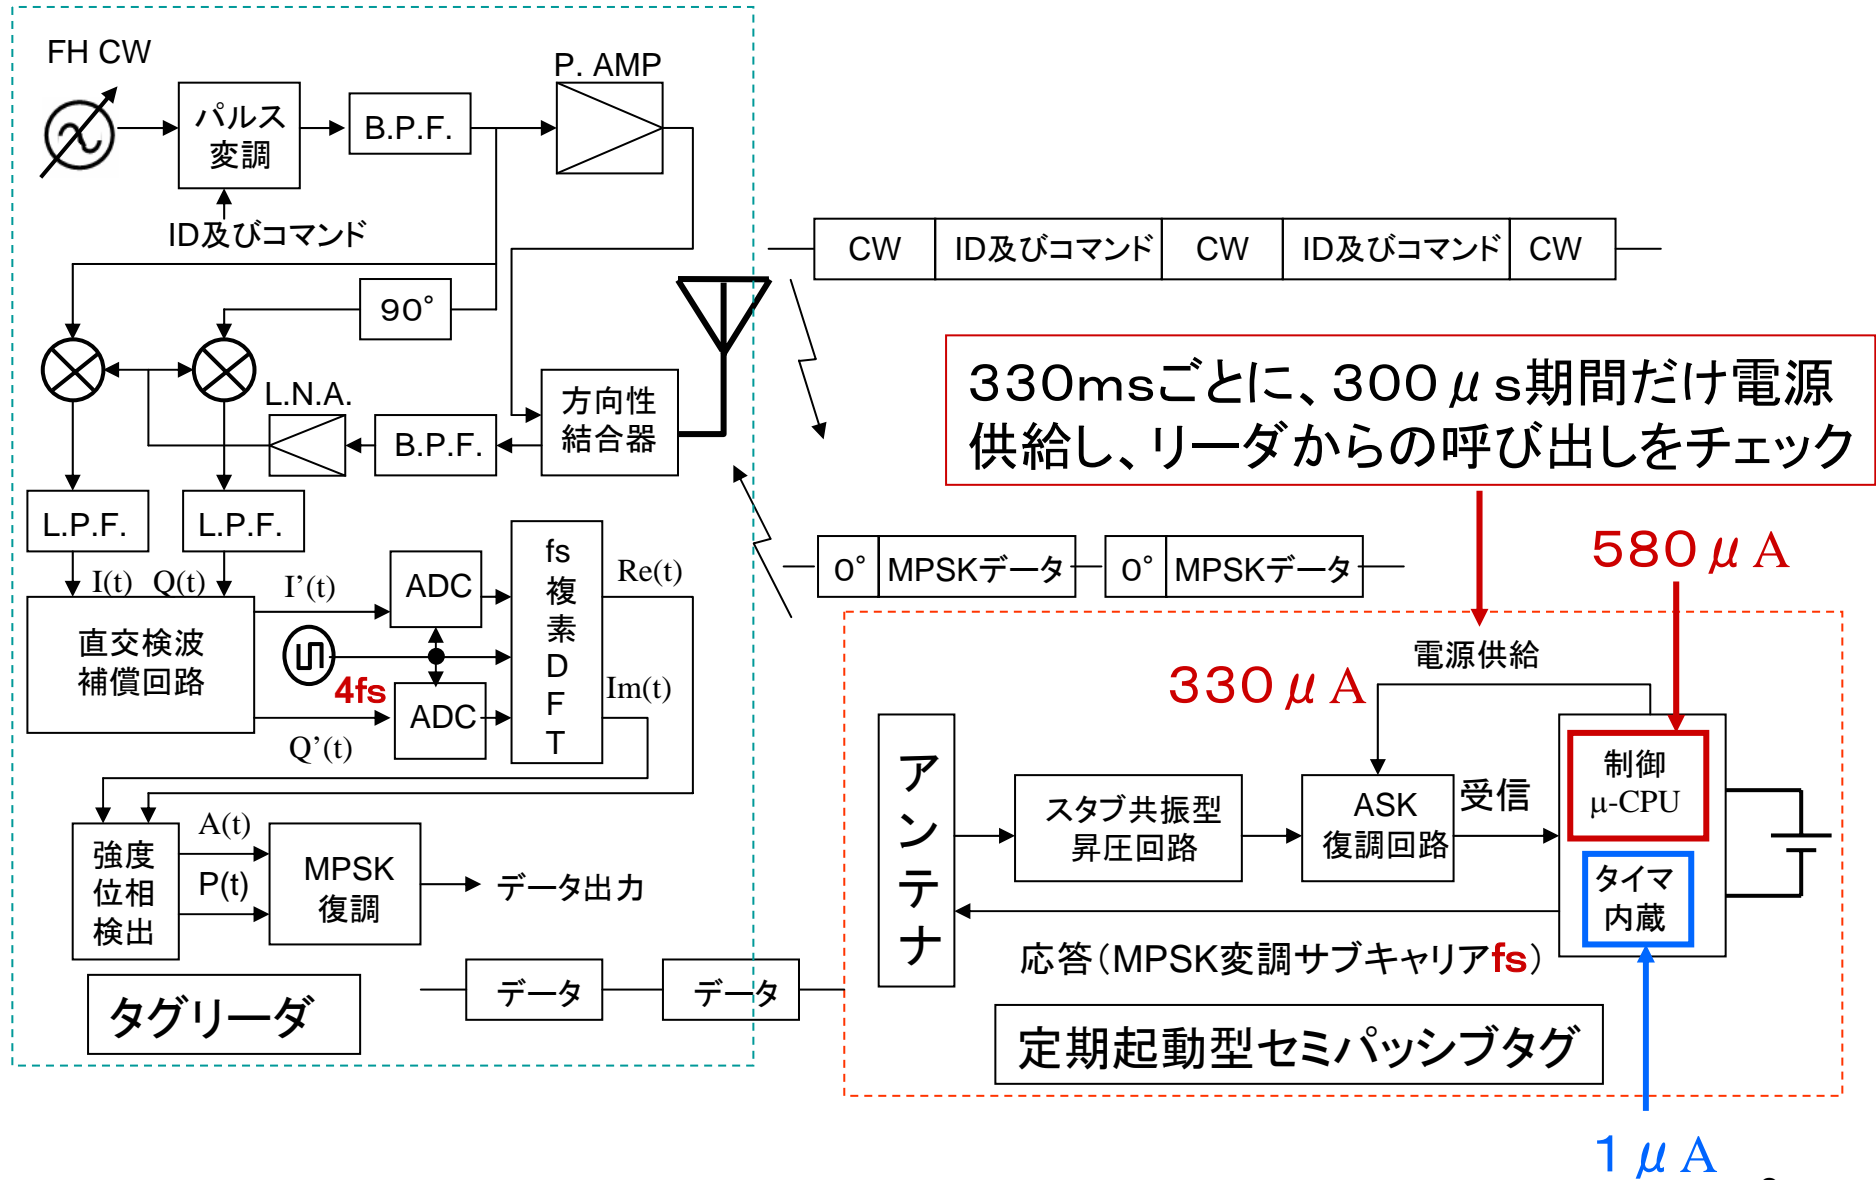 FH CW
パルス
変調
B.P.F.
P. AMP
ID及びコマンド
90°
L.N.A.
B.P.F.
方向性
結合器
L.P.F.
L.P.F.
I(t)
Q(t)
直交検波
補償回路
I’(t)
Q’(t)
4fs
ADC
ADC
fs
複
素
D
F
T
Re(t)
Im(t)
強度
位相
検出
A(t)
P(t)
MPSK
復調
データ出力
タグリーダ
データ
データ
CW
ID及びコマンド
CW
ID及びコマンド
CW
330msごとに、300μs期間だけ電源
供給し、リーダからの呼び出しをチェック
0°
MPSKデータ
0°
MPSKデータ
580μA
電源供給
330μA
ア
ン
テ
ナ
スタブ共振型
昇圧回路
ASK
復調回路
受信
制御
μ-CPU
タイマ
内蔵
応答(MPSK変調サブキャリアfs)
定期起動型セミパッシブタグ
1μA